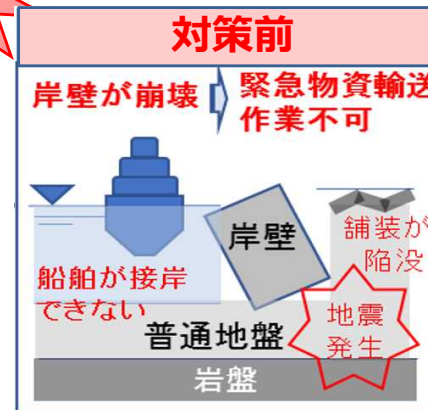 対策前
岸壁が崩壊
緊急物資輸送
作業不可
岸壁
舗装が
陥没
船舶が接岸
できない
普通地盤
地震
発生
岩盤